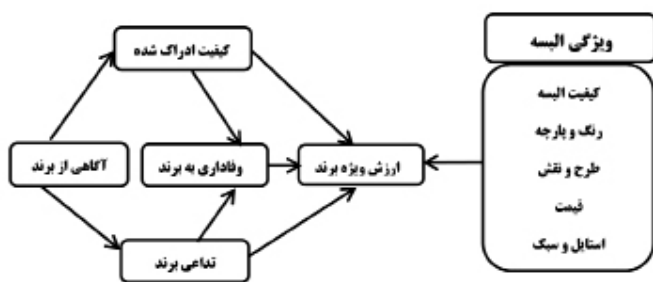 ویژگی البسه
کیفیت البسه
رنگ و پارچه
طرح و نقش
قیمت
استایل و سبک
کیفیت ادراک شده
ارزش ویژه برند
وفاداری به برند
آگاهی از برند
تداعی برند